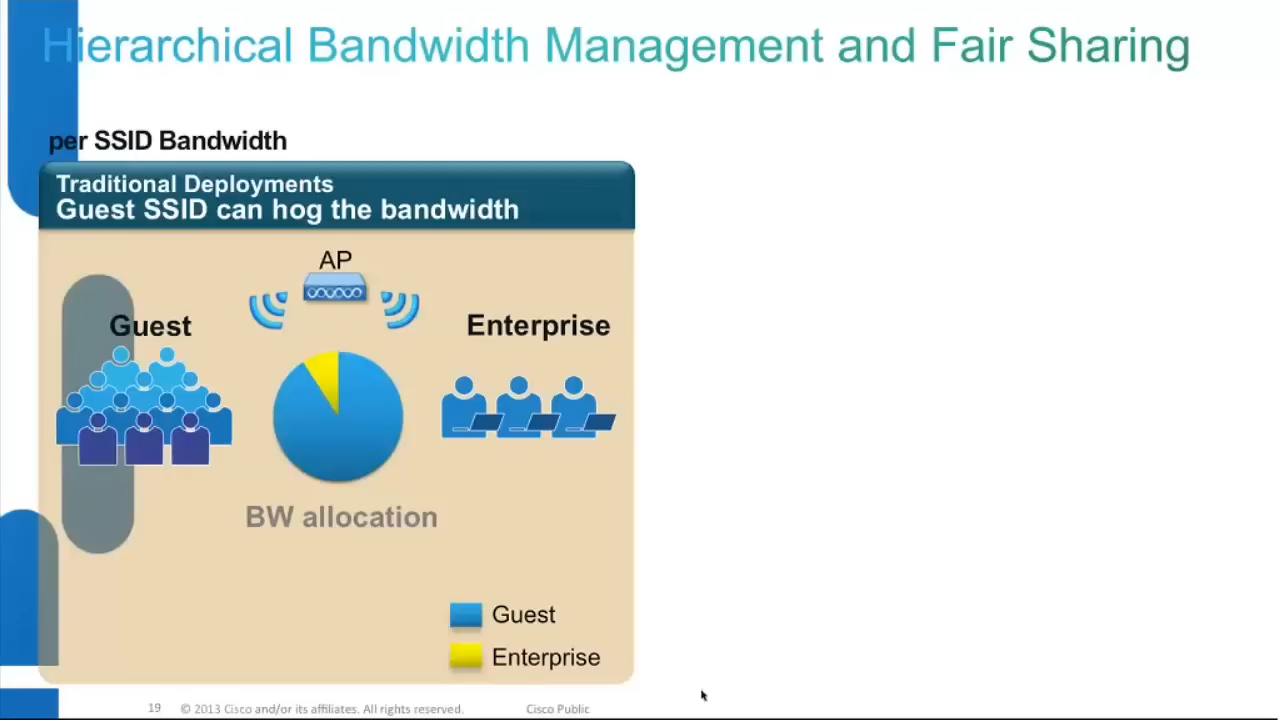 Hierarchical Bandwidth Management and Fair Sharing
per SSID Bandwidth
Traditional Deployments
Guest SSID can hog the bandwidth
AP
Guest
Enterprise
BW allocation
Guest
Enterprise
19 © 2013 Cisco and/or its affiliates. All rights reserved. Cisco Public